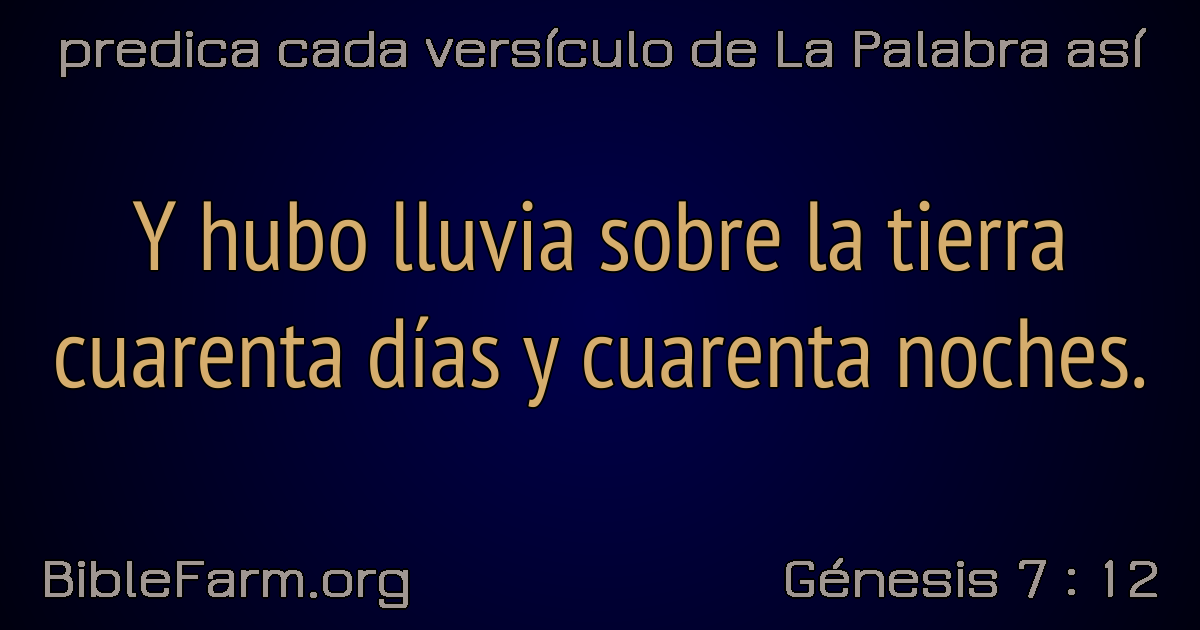 predica cada versículo de La Palabra así
Y hubo lluvia sobre la tierra
cuarenta días y cuarenta noches.
BibleFarm.org
Génesis 7 : 12